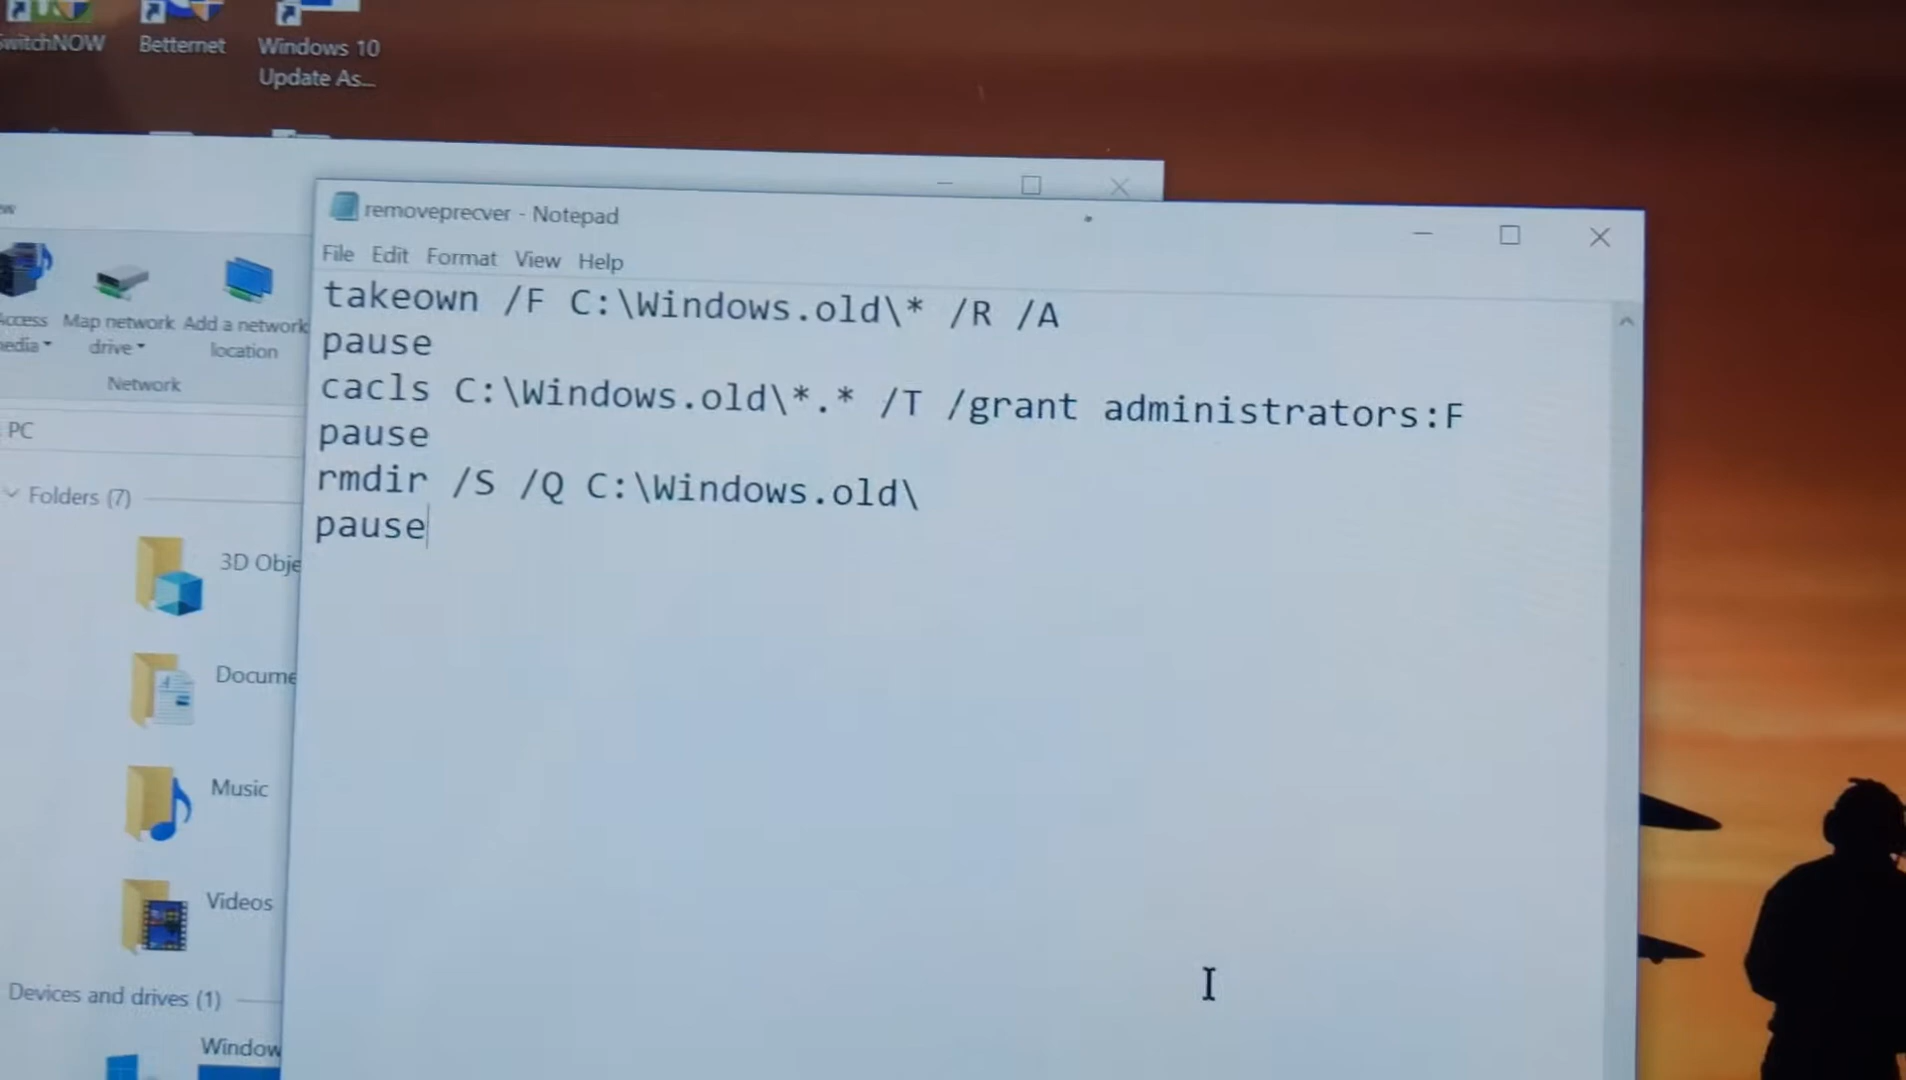 SwitchNOW
Betternet
Windows 10
Update As...
removeprecver - Notepad
File Edit Format View Help
takeown /F C:\Windows.old\* /R /A
pause
cacls C:\Windows.old\*.* /T /grant administrators:F
pause
rmdir /S /Q C:\Windows.old\
pause
Map network
drive
Add a network
location
Network
PC
Folders (7)
3D Obje
Docume
Music
Videos
Devices and drives (1)
Window